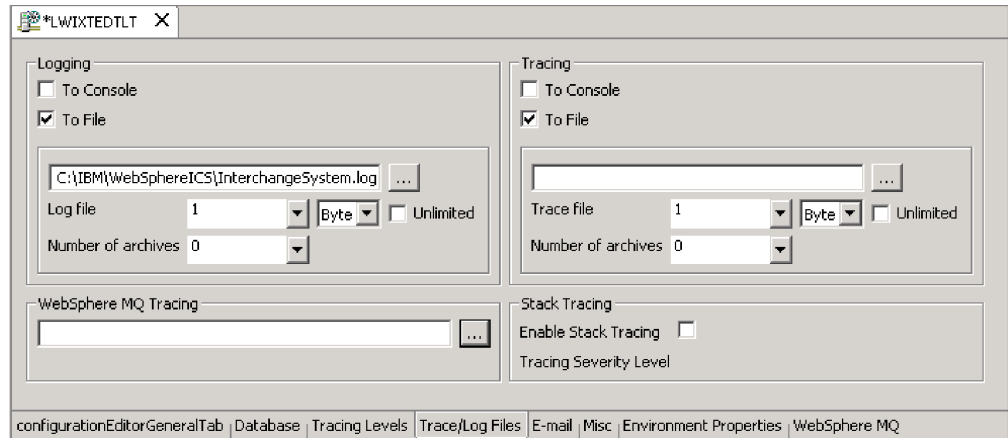 *LWIXTEDTLT X
Logging
To Console
To File
C:\IBM\WebSphereICS\InterchangeSystem.log ...
Log file 1 Byte Unlimited
Number of archives 0
Tracing
To Console
To File
...
Trace file 1 Byte Unlimited
Number of archives 0
WebSphere MQ Tracing
...
Stack Tracing
Enable Stack Tracing
Tracing Severity Level
configurationEditorGeneralTab Database Tracing Levels Trace/Log Files E-mail Misc Environment Properties WebSphere MQ